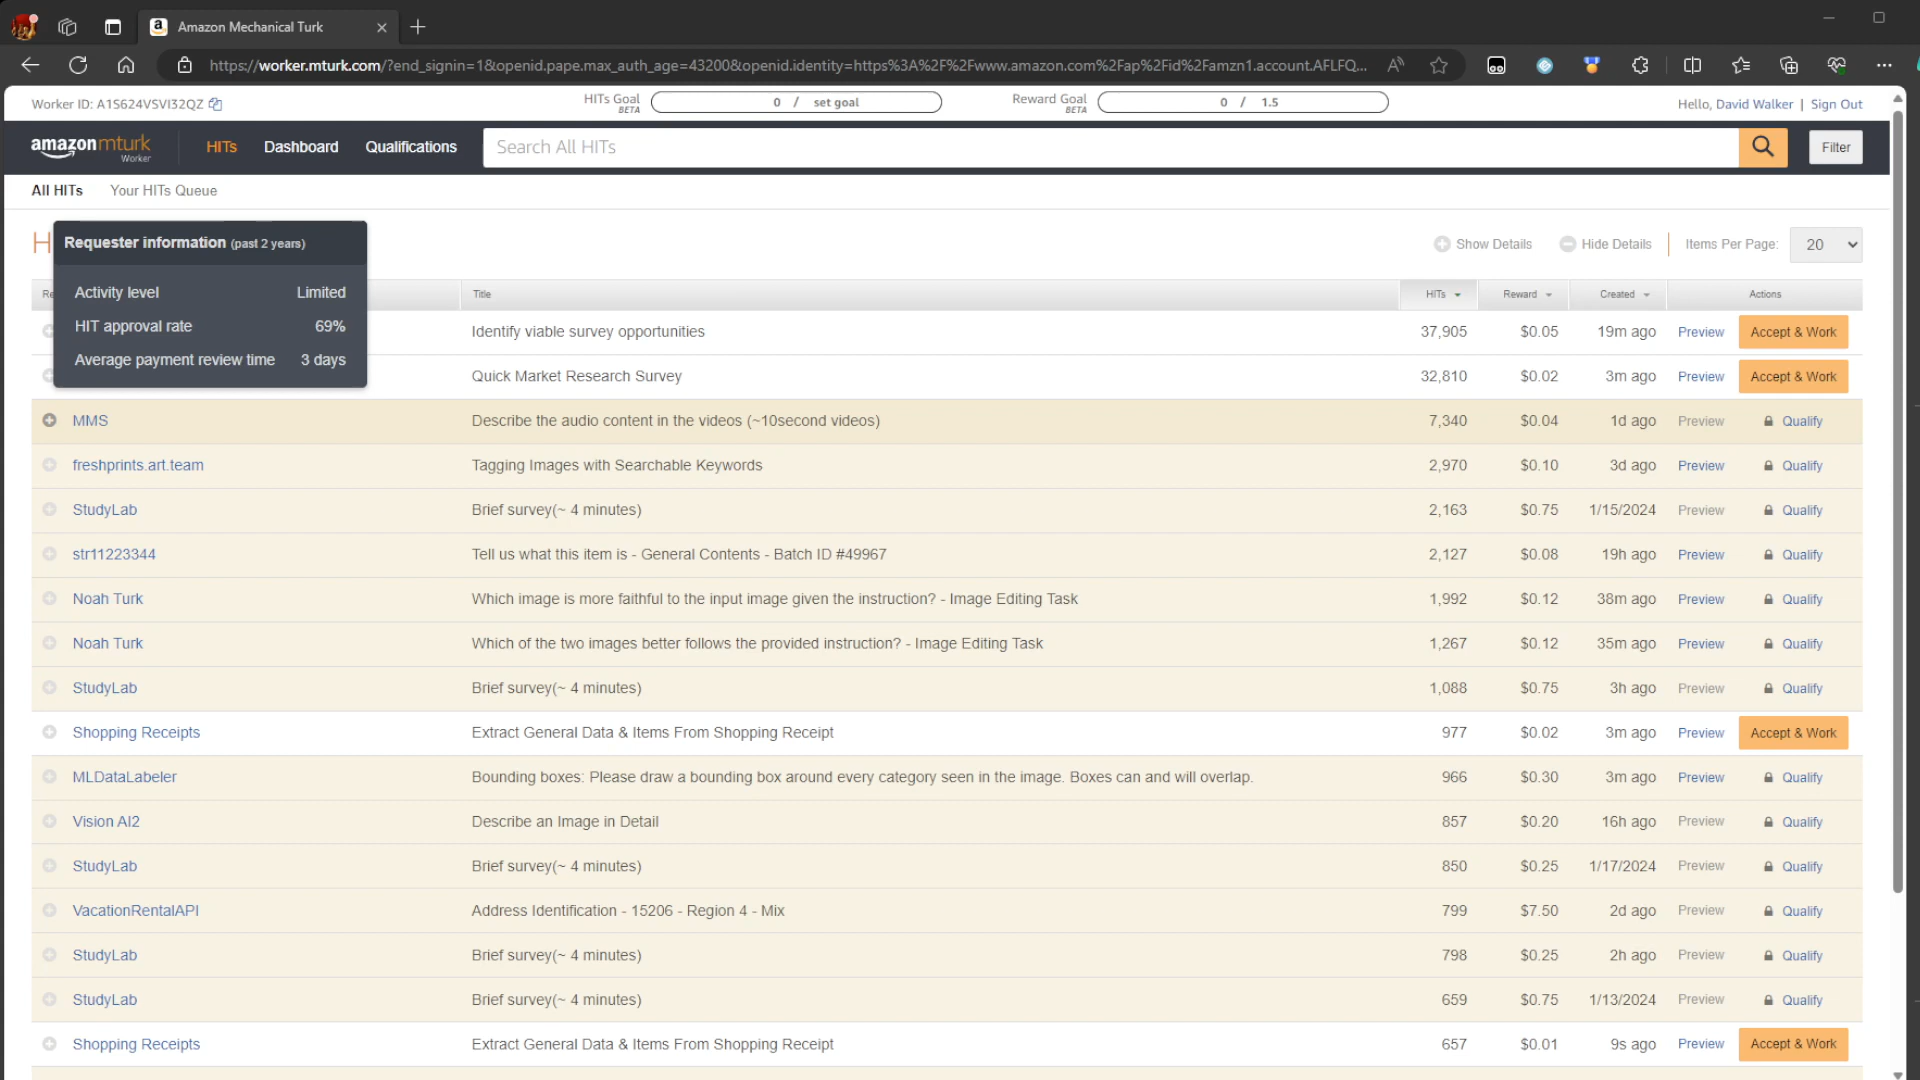 Amazon Mechanical Turk
https://worker.mturk.com/?end_signin=1&openid.pape.max_auth_age=43200&openid.identity=https%3A%2F%2Fwww.amazon.com%2Fap%2Fid%2Famzn1.account.AFLFQ...
Worker ID: A1S624VSVI32QZ
HITs Goal BETA 0 / set goal
Reward Goal BETA 0 / 1.5
Hello, David Walker | Sign Out
amazon mturk Worker
HITs Dashboard Qualifications Search All HITs Filter
All HITs Your HITs Queue
H
Requester information (past 2 years)
Activity level Limited
HIT approval rate 69%
Average payment review time 3 days
Show Details Hide Details Items Per Page: 20
Re Title HITs Reward Created Actions
Identify viable survey opportunities 37,905 $0.05 19m ago Preview Accept & Work
Quick Market Research Survey 32,810 $0.02 3m ago Preview Accept & Work
MMS Describe the audio content in the videos (~10second videos) 7,340 $0.04 1d ago Preview Qualify
freshprints.art.team Tagging Images with Searchable Keywords 2,970 $0.10 3d ago Preview Qualify
StudyLab Brief survey(~ 4 minutes) 2,163 $0.75 1/15/2024 Preview Qualify
str11223344 Tell us what this item is - General Contents - Batch ID #49967 2,127 $0.08 19h ago Preview Qualify
Noah Turk Which image is more faithful to the input image given the instruction? - Image Editing Task 1,992 $0.12 38m ago Preview Qualify
Noah Turk Which of the two images better follows the provided instruction? - Image Editing Task 1,267 $0.12 35m ago Preview Qualify
StudyLab Brief survey(~ 4 minutes) 1,088 $0.75 3h ago Preview Qualify
Shopping Receipts Extract General Data & Items From Shopping Receipt 977 $0.02 3m ago Preview Accept & Work
MLDataLabeler Bounding boxes: Please draw a bounding box around every category seen in the image. Boxes can and will overlap. 966 $0.30 3m ago Preview Qualify
Vision AI2 Describe an Image in Detail 857 $0.20 16h ago Preview Qualify
StudyLab Brief survey(~ 4 minutes) 850 $0.25 1/17/2024 Preview Qualify
VacationRentalAPI Address Identification - 15206 - Region 4 - Mix 799 $7.50 2d ago Preview Qualify
StudyLab Brief survey(~ 4 minutes) 798 $0.25 2h ago Preview Qualify
StudyLab Brief survey(~ 4 minutes) 659 $0.75 1/13/2024 Preview Qualify
Shopping Receipts Extract General Data & Items From Shopping Receipt 657 $0.01 9s ago Preview Accept & Work